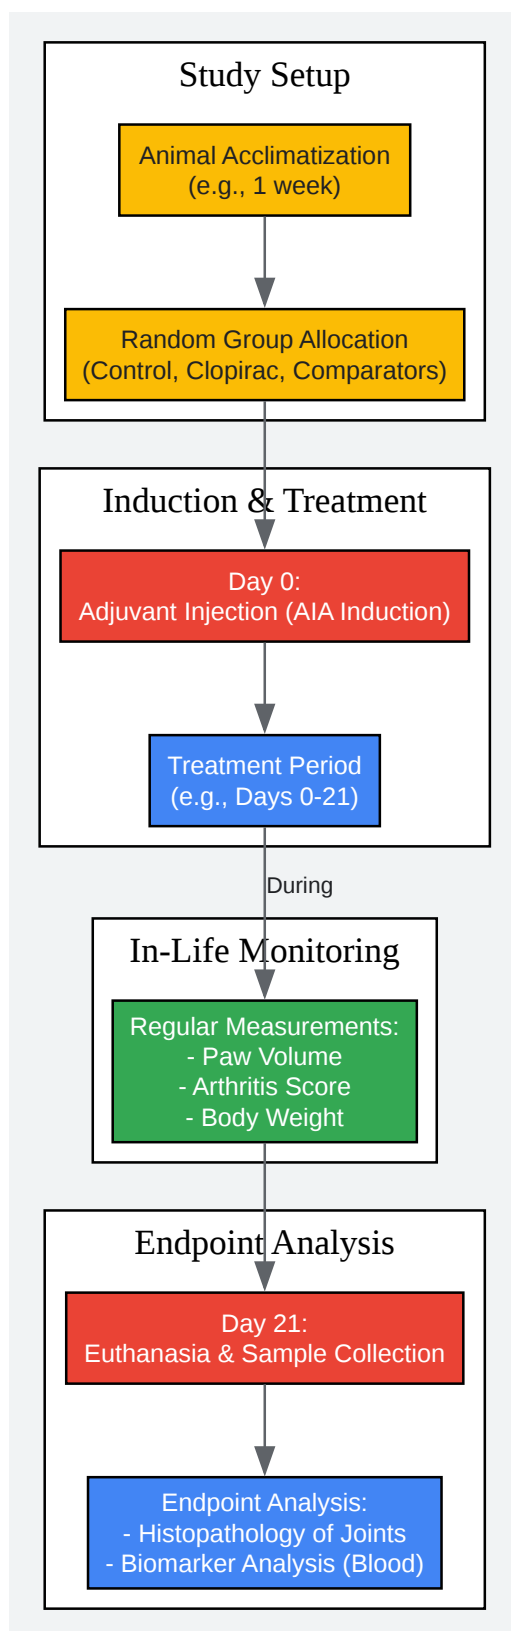 Study Setup
Animal Acclimatization
(e.g., 1 week)
Random Group Allocation
(Control, Clopirac, Comparators)
Induction & Treatment
Day 0:
Adjuvant Injection (AIA Induction)
Treatment Period
(e.g., Days 0-21)
During
In-Life Monitoring
Regular Measurements:
- Paw Volume
- Arthritis Score
- Body Weight
Endpoint Analysis
Day 21:
Euthanasia & Sample Collection
Endpoint Analysis:
- Histopathology of Joints
- Biomarker Analysis (Blood)